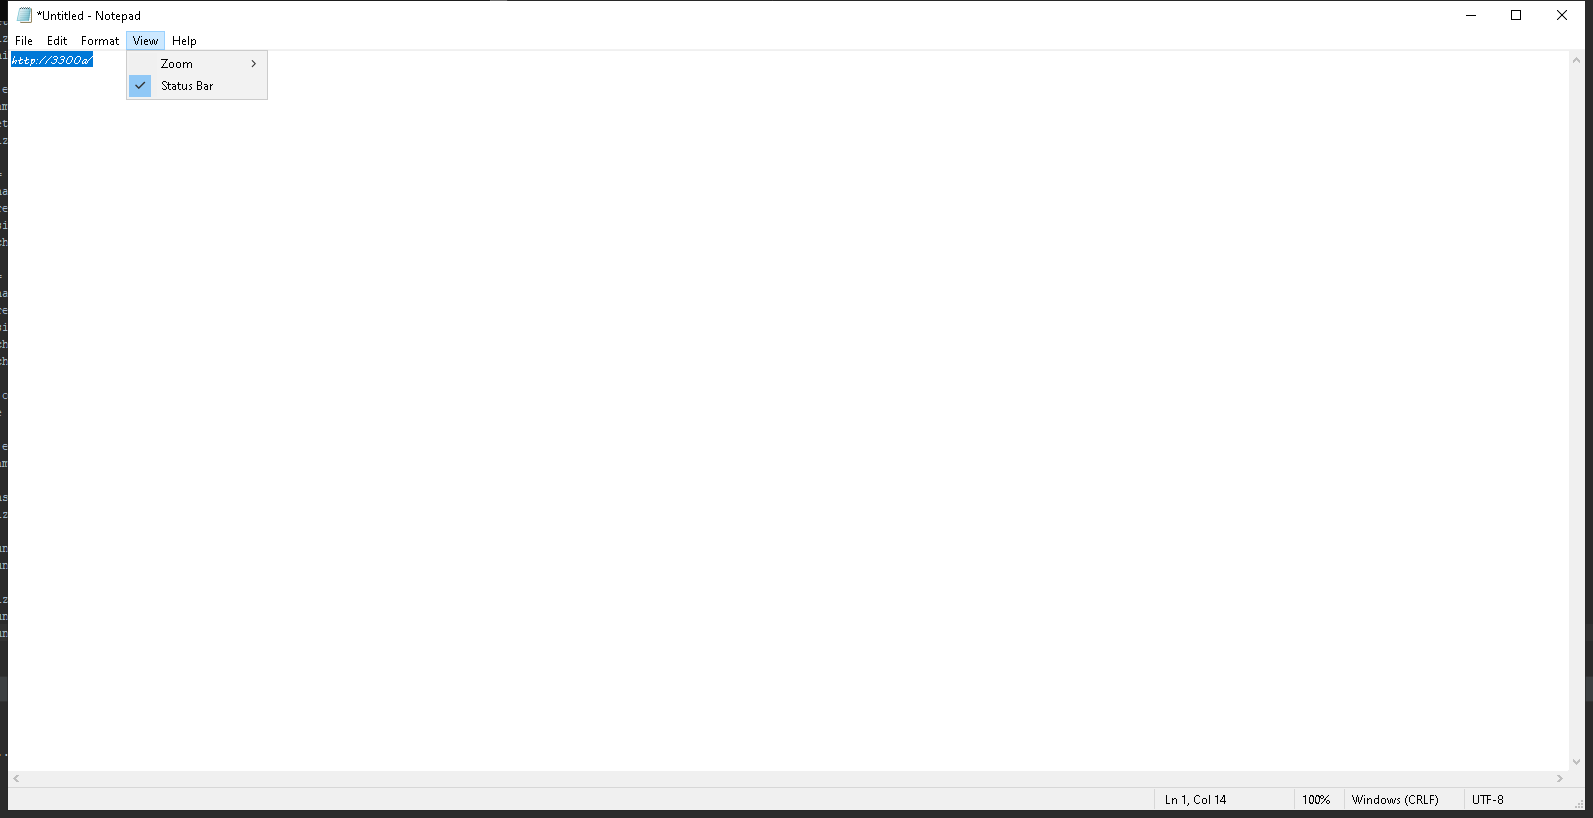 *Untitled - Notepad
File Edit Format View Help
http://3300a/
Zoom
Status Bar
Ln 1, Col 14 100% Windows (CRLF) UTF-8